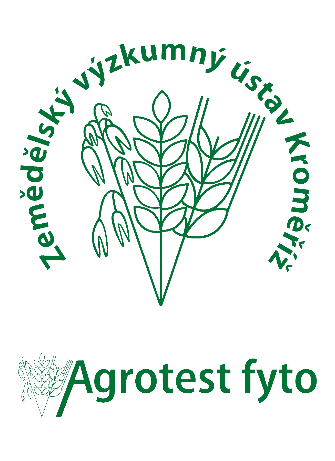 Zemědělský výzkumný ústav Kroměříž
Agrotest fyto